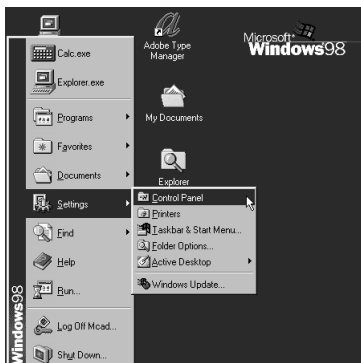 Adobe Type
Manager
Microsoft
Windows98
Calc.exe
Explorer.exe
Programs
My Documents
Favorites
Documents
Explorer
Settings
Control Panel
Printers
Taskbar & Start Menu...
Folder Options...
Active Desktop
Windows Update...
Find
Help
Run...
Log Off Mcad...
Shut Down...
Windows98